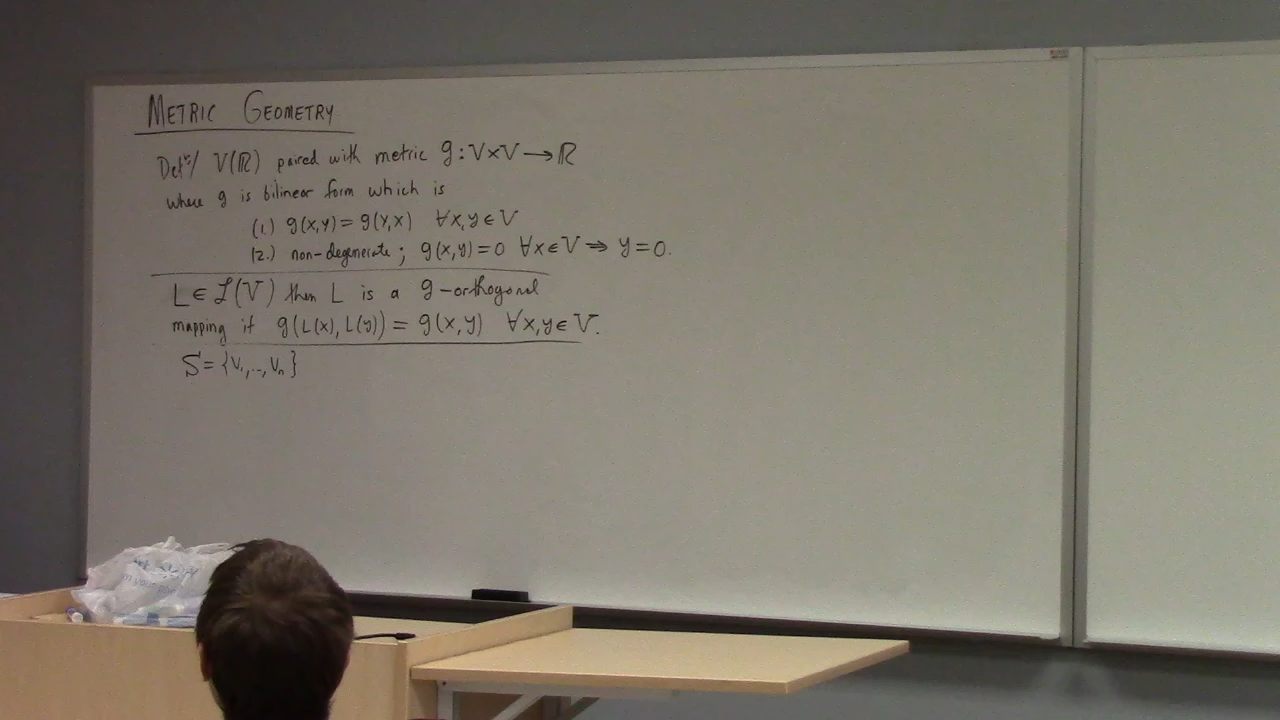 METRIC GEOMETRY
Defⁿ/ V(ℝ) paired with metric g : V×V → ℝ
where g is bilinear form which is
(1.) g(x,y) = g(y,x) ∀x,y ∈ V
(2.) non-degenerate ; g(x,y) = 0 ∀x ∈ V ⇒ y = 0.
L ∈ ℒ(V) then L is a g-orthogonal
mapping if g(L(x), L(y)) = g(x,y) ∀x,y ∈ V.
S = {v₁,...,vₙ}